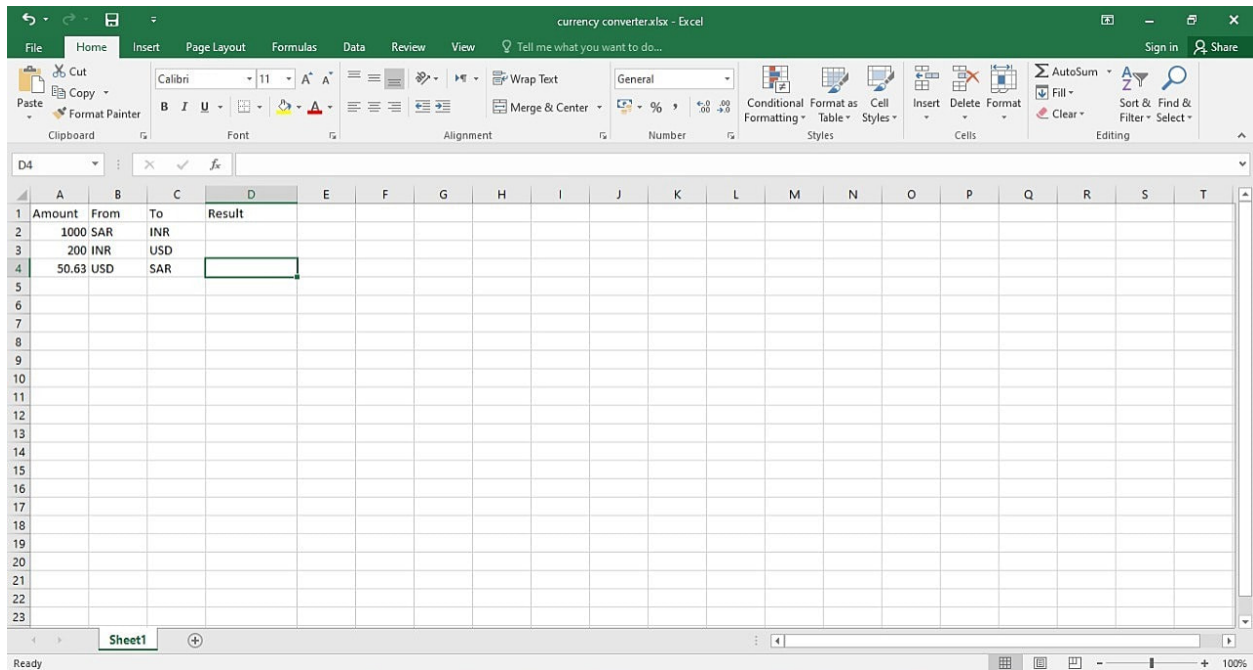 currency converter.xlsx - Excel
File Home Insert Page Layout Formulas Data Review View Tell me what you want to do... Sign in Share
Paste
Cut
Copy
Format Painter
Clipboard
Calibri 11 A A
B I U A
Font
Wrap Text
Merge & Center
Alignment
General
% , .0 .00 .00 .0
Number
Conditional Formatting
Format as Table
Cell Styles
Styles
Insert Delete Format
Cells
AutoSum
Fill
Clear
Sort & Filter
Find & Select
Editing
D4 fx
A B C D E F G H I J K L M N O P Q R S T
1 Amount From To Result
2 1000 SAR INR
3 200 INR USD
4 50.63 USD SAR
5
6
7
8
9
10
11
12
13
14
15
16
17
18
19
20
21
22
23
Sheet1
Ready 100%